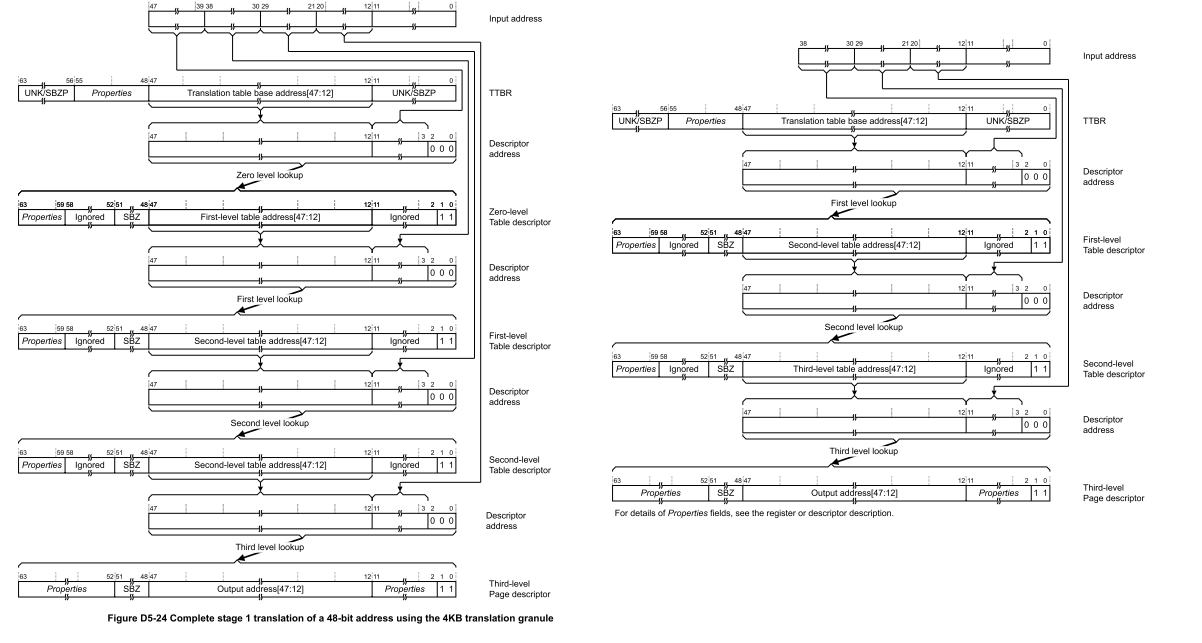 47 39 38 30 29 21 20 12 11 0
Input address
63 56 55 48 47 12 11 0
UNK/SBZP Properties Translation table base address[47:12] UNK/SBZP TTBR
47 12 11 3 2 0
0 0 0
Descriptor
address
Zero level lookup
63 59 58 52 51 48 47 12 11 2 1 0
Properties Ignored SBZ First-level table address[47:12] Ignored 1 1
Zero-level
Table descriptor
47 12 11 3 2 0
0 0 0
Descriptor
address
First level lookup
63 59 58 52 51 48 47 12 11 2 1 0
Properties Ignored SBZ Second-level table address[47:12] Ignored 1 1
First-level
Table descriptor
47 12 11 3 2 0
0 0 0
Descriptor
address
Second level lookup
63 59 58 52 51 48 47 12 11 2 1 0
Properties Ignored SBZ Second-level table address[47:12] Ignored 1 1
Second-level
Table descriptor
47 12 11 3 2 0
0 0 0
Descriptor
address
Third level lookup
63 52 51 48 47 12 11 2 1 0
Properties SBZ Output address[47:12] Properties 1 1
Third-level
Page descriptor
Figure D5-24 Complete stage 1 translation of a 48-bit address using the 4KB translation granule
38 30 29 21 20 12 11 0
Input address
63 56 55 48 47 12 11 0
UNK/SBZP Properties Translation table base address[47:12] UNK/SBZP TTBR
47 12 11 3 2 0
0 0 0
Descriptor
address
First level lookup
63 59 58 52 51 48 47 12 11 2 1 0
Properties Ignored SBZ Second-level table address[47:12] Ignored 1 1
First-level
Table descriptor
47 12 11 3 2 0
0 0 0
Descriptor
address
Second level lookup
63 59 58 52 51 48 47 12 11 2 1 0
Properties Ignored SBZ Third-level table address[47:12] Ignored 1 1
Second-level
Table descriptor
47 12 11 3 2 0
0 0 0
Descriptor
address
Third level lookup
63 52 51 48 47 12 11 2 1 0
Properties SBZ Output address[47:12] Properties 1 1
Third-level
Page descriptor
For details of Properties fields, see the register or descriptor description.